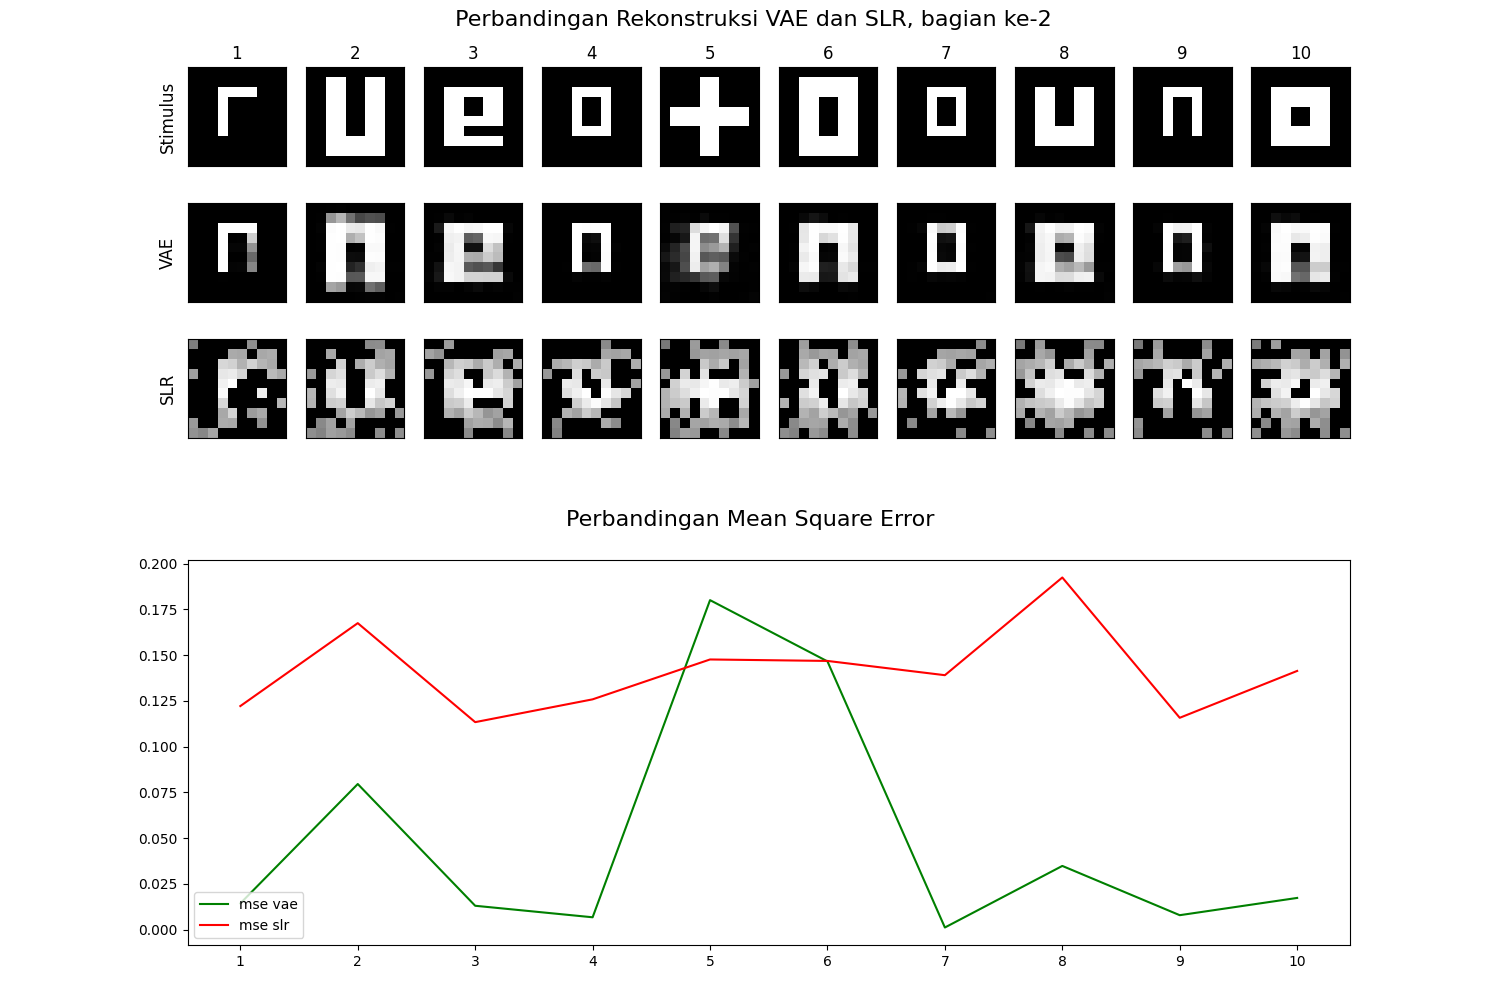 Perbandingan Rekonstruksi VAE dan SLR, bagian ke-2
1 2 3 4 5 6 7 8 9 10
Stimulus
VAE
SLR
Perbandingan Mean Square Error
0.200
0.175
0.150
0.125
0.100
0.075
0.050
0.025
0.000
mse vae
mse slr
1 2 3 4 5 6 7 8 9 10